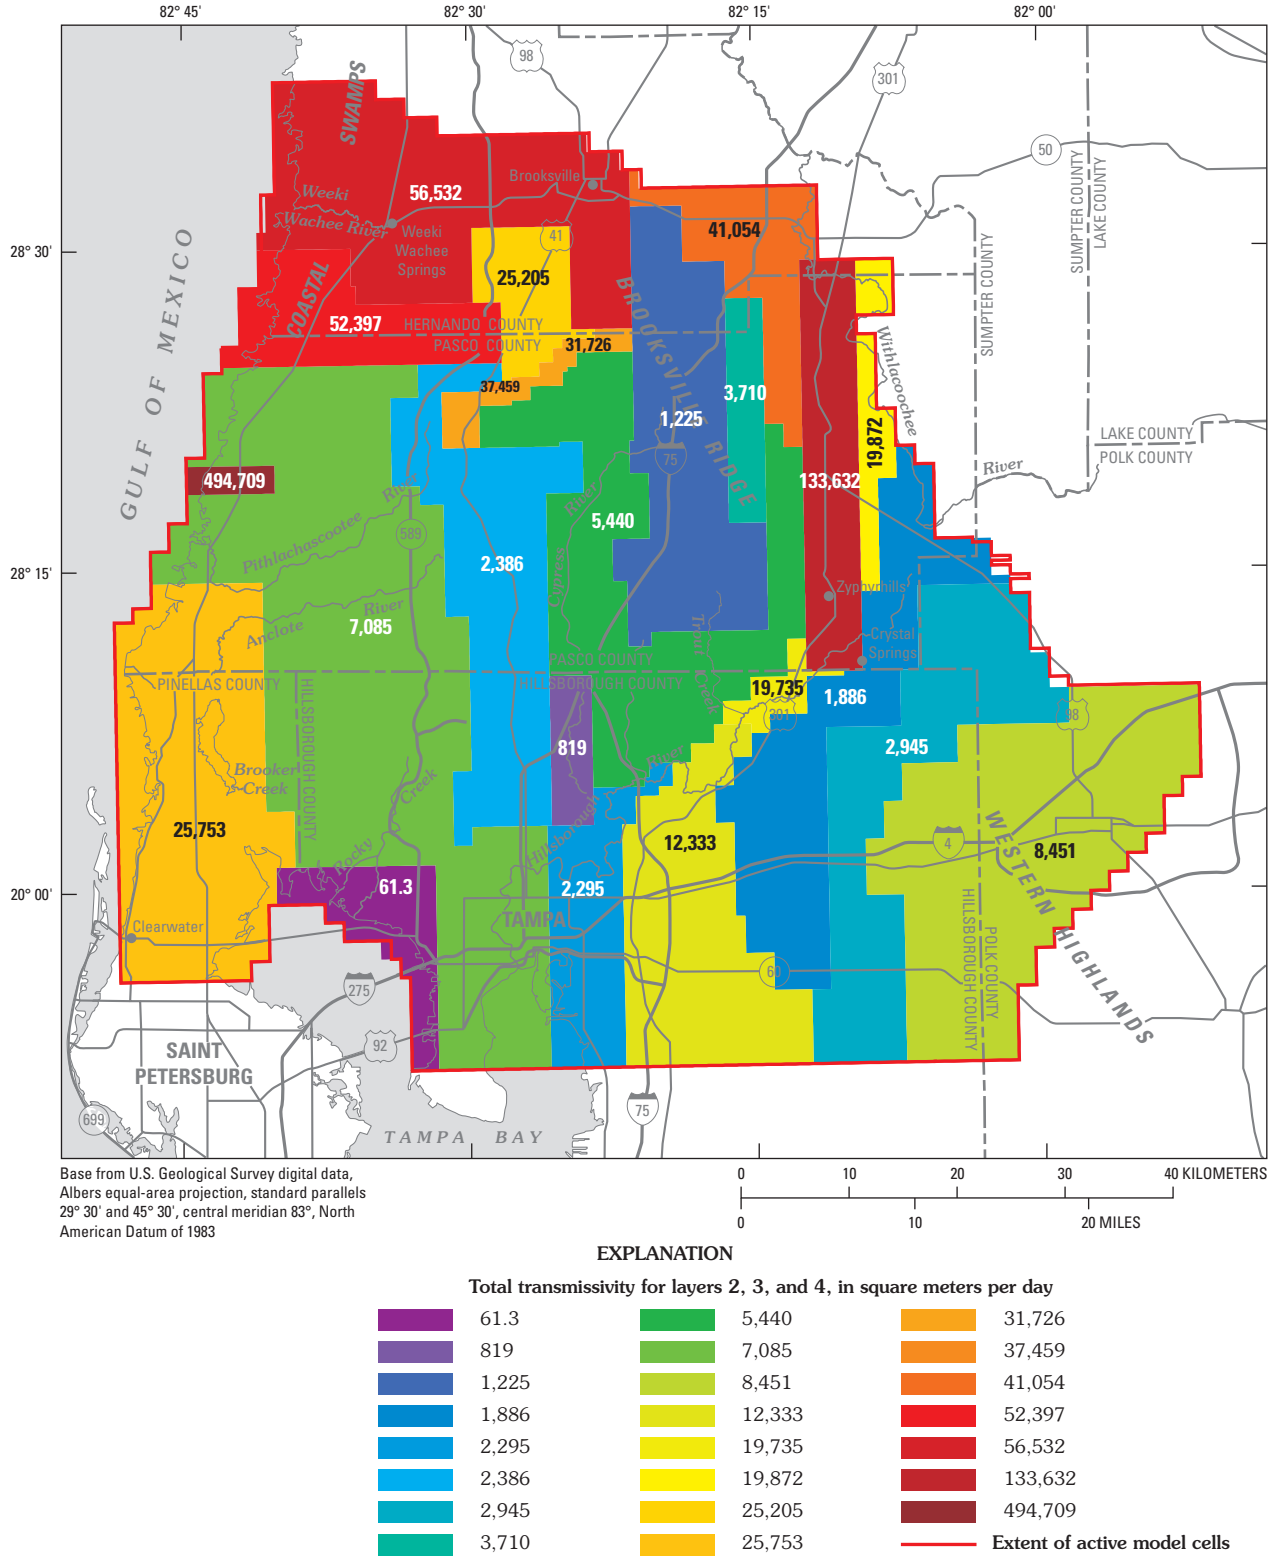 82° 45' 82° 30' 82° 15' 82° 00'
98
301
SWAMPS
50
SUMPTER COUNTY
LAKE COUNTY
Brooksville
Weeki
56,532
Wachee River
Weeki
Wachee
Springs
41
41,054
28° 30'
GULF OF MEXICO
COASTAL
25,205
BROOKSVILLE RIDGE
SUMPTER COUNTY
52,397
HERNANDO COUNTY
PASCO COUNTY
31,726
Withlacoochee
River
37,459
3,710
1,225
19,872
LAKE COUNTY
POLK COUNTY
75
494,709
133,632
River
5,440
589
Pithlachascotee
2,386
28° 15'
Cypress
Zyphyrhills
River
7,085
Anclote
Trout
Creek
Crystal
Springs
PASCO COUNTY
PINELLAS COUNTY
HILLSBOROUGH COUNTY
HILLSBOROUGH COUNTY
19,735
1,886
301
98
819
2,945
River
Brooker
Creek
Creek
25,753
Hillsborough
12,333
4
WESTERN HIGHLANDS
8,451
Rocky
61.3
2,295
20° 00'
TAMPA
Clearwater
HILLSBOROUGH COUNTY
POLK COUNTY
60
275
92
SAINT
PETERSBURG
75
699
TAMPA BAY
Base from U.S. Geological Survey digital data,
Albers equal-area projection, standard parallels
29° 30' and 45° 30', central meridian 83°, North
American Datum of 1983
0 10 20 30 40 KILOMETERS
0 10 20 MILES
EXPLANATION
Total transmissivity for layers 2, 3, and 4, in square meters per day
61.3
819
1,225
1,886
2,295
2,386
2,945
3,710
5,440
7,085
8,451
12,333
19,735
19,872
25,205
25,753
31,726
37,459
41,054
52,397
56,532
133,632
494,709
Extent of active model cells